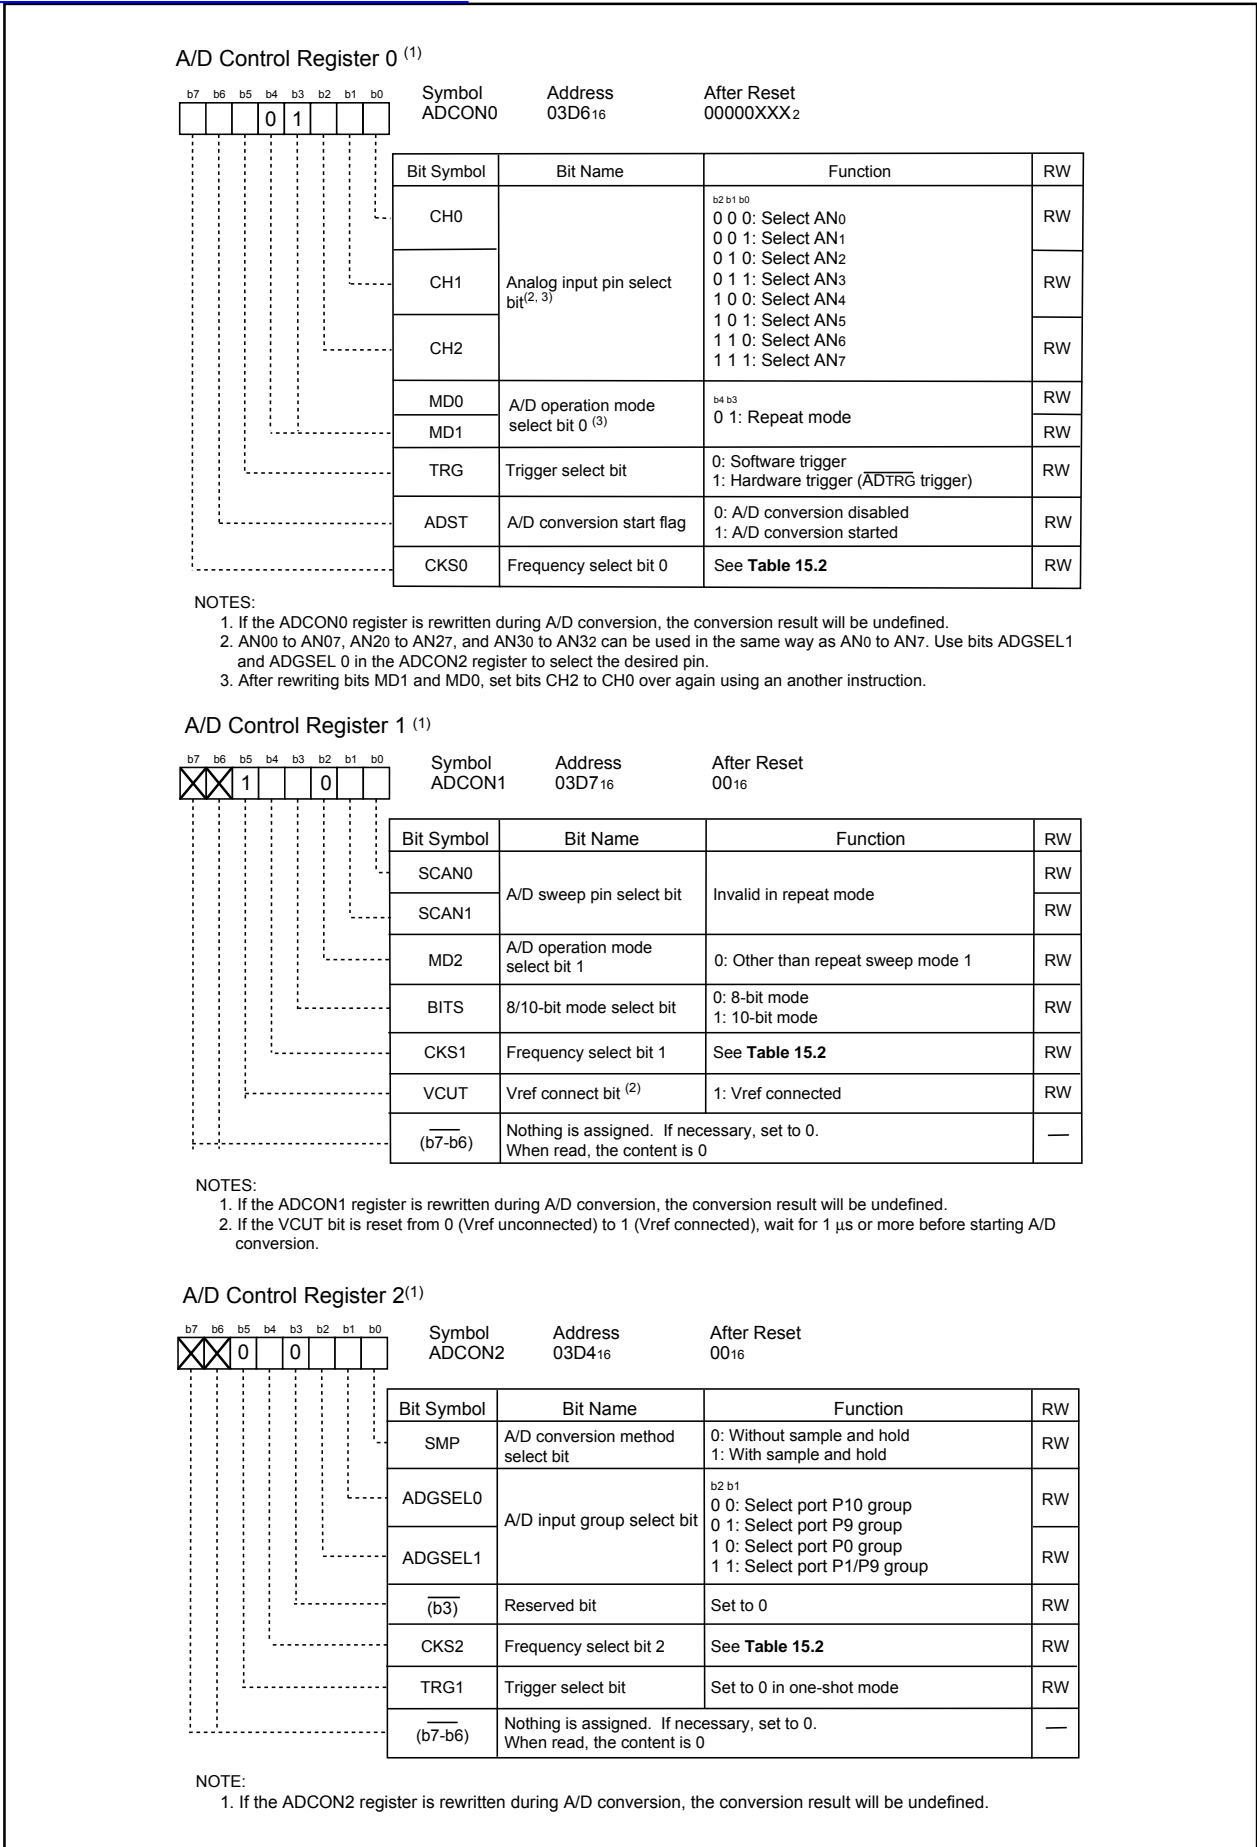 A/D Control Register 0 (1)
b7 b6 b5 b4 b3 b2 b1 b0
0 1
Symbol Address After Reset
ADCON0 03D616 00000XXX2
Bit Symbol Bit Name Function RW
CH0 RW
CH1 RW
CH2 RW
Analog input pin select
bit(2, 3)
b2 b1 b0
0 0 0: Select AN0
0 0 1: Select AN1
0 1 0: Select AN2
0 1 1: Select AN3
1 0 0: Select AN4
1 0 1: Select AN5
1 1 0: Select AN6
1 1 1: Select AN7
MD0 RW
MD1 RW
A/D operation mode
select bit 0 (3)
b4 b3
0 1: Repeat mode
TRG Trigger select bit RW
0: Software trigger
1: Hardware trigger (ADTRG trigger)
ADST A/D conversion start flag RW
0: A/D conversion disabled
1: A/D conversion started
CKS0 Frequency select bit 0 See Table 15.2 RW
NOTES:
1. If the ADCON0 register is rewritten during A/D conversion, the conversion result will be undefined.
2. AN00 to AN07, AN20 to AN27, and AN30 to AN32 can be used in the same way as AN0 to AN7. Use bits ADGSEL1
and ADGSEL 0 in the ADCON2 register to select the desired pin.
3. After rewriting bits MD1 and MD0, set bits CH2 to CH0 over again using an another instruction.
A/D Control Register 1 (1)
b7 b6 b5 b4 b3 b2 b1 b0
1 0
Symbol Address After Reset
ADCON1 03D716 0016
Bit Symbol Bit Name Function RW
SCAN0 RW
SCAN1 RW
A/D sweep pin select bit Invalid in repeat mode
MD2 RW
A/D operation mode
select bit 1
0: Other than repeat sweep mode 1
BITS 8/10-bit mode select bit RW
0: 8-bit mode
1: 10-bit mode
CKS1 Frequency select bit 1 See Table 15.2 RW
VCUT Vref connect bit (2) 1: Vref connected RW
(b7-b6) —
Nothing is assigned. If necessary, set to 0.
When read, the content is 0
NOTES:
1. If the ADCON1 register is rewritten during A/D conversion, the conversion result will be undefined.
2. If the VCUT bit is reset from 0 (Vref unconnected) to 1 (Vref connected), wait for 1 µs or more before starting A/D
conversion.
A/D Control Register 2(1)
b7 b6 b5 b4 b3 b2 b1 b0
0 0
Symbol Address After Reset
ADCON2 03D416 0016
Bit Symbol Bit Name Function RW
SMP RW
A/D conversion method
select bit
0: Without sample and hold
1: With sample and hold
ADGSEL0 RW
ADGSEL1 RW
A/D input group select bit
b2 b1
0 0: Select port P10 group
0 1: Select port P9 group
1 0: Select port P0 group
1 1: Select port P1/P9 group
(b3) Reserved bit Set to 0 RW
CKS2 Frequency select bit 2 See Table 15.2 RW
TRG1 Trigger select bit Set to 0 in one-shot mode RW
(b7-b6) —
Nothing is assigned. If necessary, set to 0.
When read, the content is 0
NOTE:
1. If the ADCON2 register is rewritten during A/D conversion, the conversion result will be undefined.